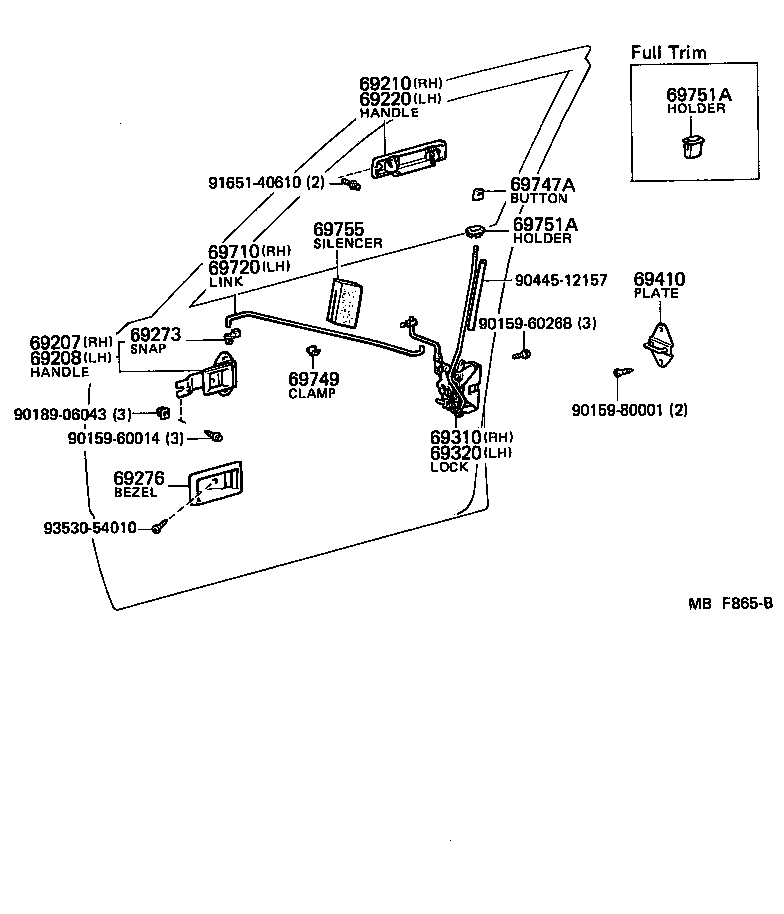 Full Trim
69751A
HOLDER
69210(RH)
69220(LH)
HANDLE
91651-40610 (2)
69747A
BUTTON
69751A
HOLDER
69755
SILENCER
69710(RH)
69720(LH)
LINK
90445-12157
69410
PLATE
90159-60268 (3)
69207(RH)
69208(LH)
HANDLE
69273
SNAP
69749
CLAMP
90189-06043 (3)
90159-60014 (3)
90159-80001 (2)
69310(RH)
69320(LH)
LOCK
69276
BEZEL
93530-54010
MB F865-B